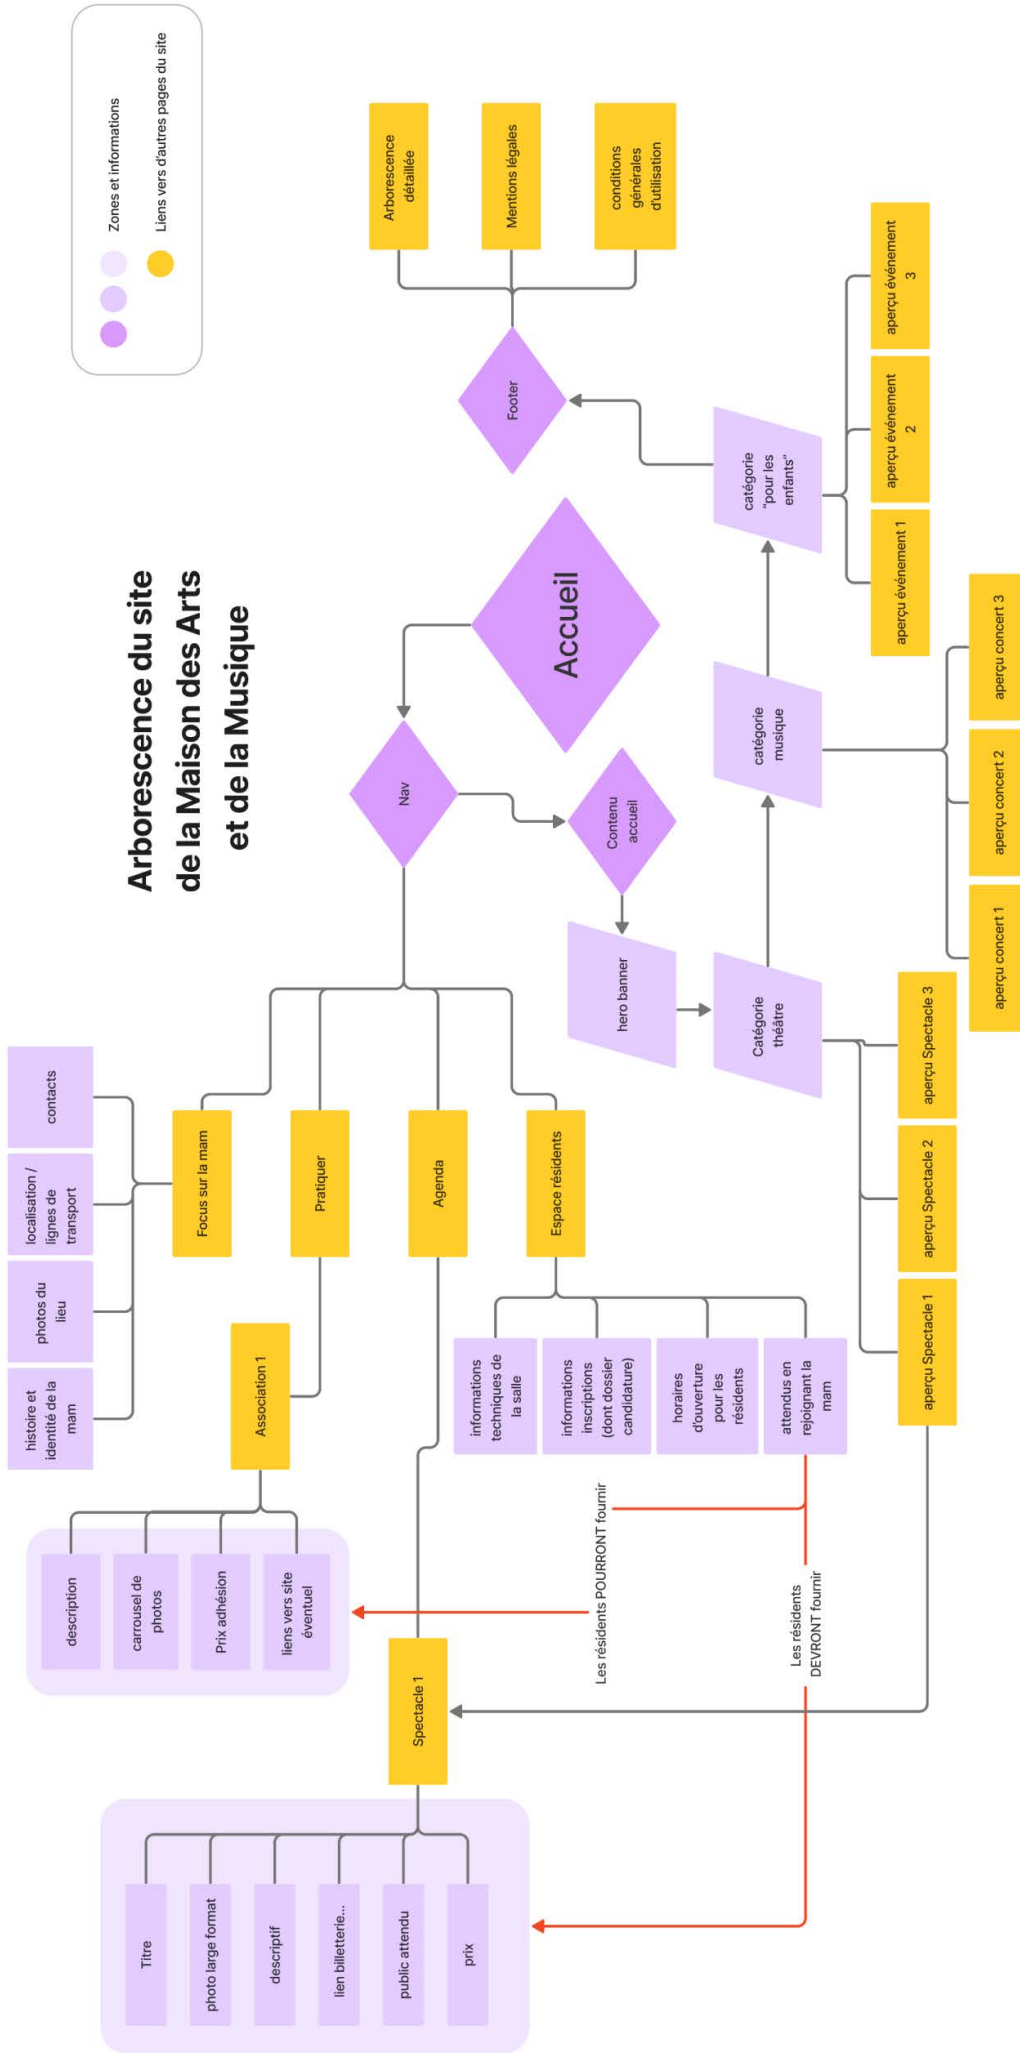 Arborescence du site
de la Maison des Arts
et de la Musique
Zones et informations
Liens vers d'autres pages du site
Titre
photo large format
descriptif
lien billetterie...
public attendu
prix
Spectacle 1
description
carrousel de
photos
Prix adhésion
liens vers site
éventuel
Association 1
histoire et
identité de la
mam
photos du
lieu
localisation /
lignes de
transport
contacts
Focus sur la mam
Pratiquer
Agenda
Espace résidents
informations
techniques de
la salle
informations
inscriptions
(dont dossier
candidature)
horaires
d'ouverture
pour les
résidents
attendus en
rejoignant la
mam
Les résidents POURRONT fournir
Les résidents
DEVRONT fournir
Nav
Accueil
Contenu
accueil
hero banner
Catégorie
théâtre
catégorie
musique
catégorie
"pour les
enfants"
Footer
Arborescence
détaillée
Mentions légales
conditions
générales
d'utilisation
aperçu Spectacle 1
aperçu Spectacle 2
aperçu Spectacle 3
aperçu concert 1
aperçu concert 2
aperçu concert 3
aperçu événement 1
aperçu événement
2
aperçu événement
3